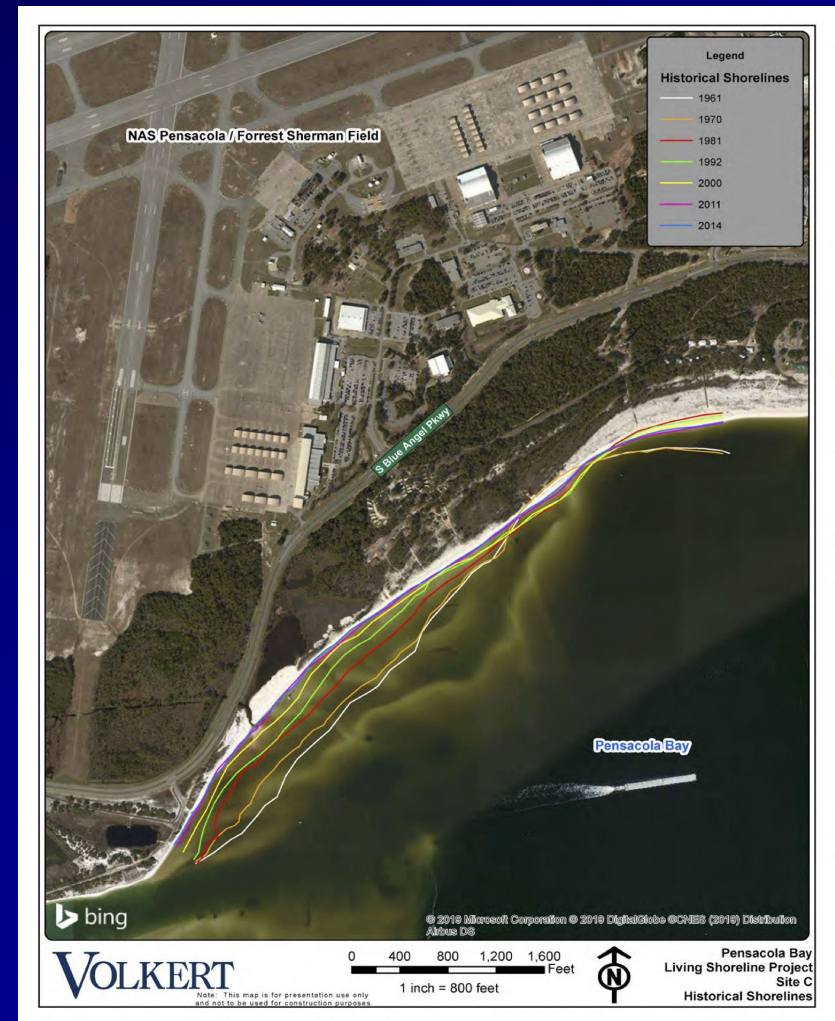 Legend
Historical Shorelines
1961
1970
1981
1992
2000
2011
2014
NAS Pensacola / Forrest Sherman Field
S Blue Angel Pkwy
Pensacola Bay
bing
© 2019 Microsoft Corporation © 2019 DigitalGlobe ©CNES (2019) Distribution
Airbus DS
VOLKERT
Note: This map is for presentation use only
and not to be used for construction purposes.
0 400 800 1,200 1,600
Feet
1 inch = 800 feet
N
Pensacola Bay
Living Shoreline Project
Site C
Historical Shorelines